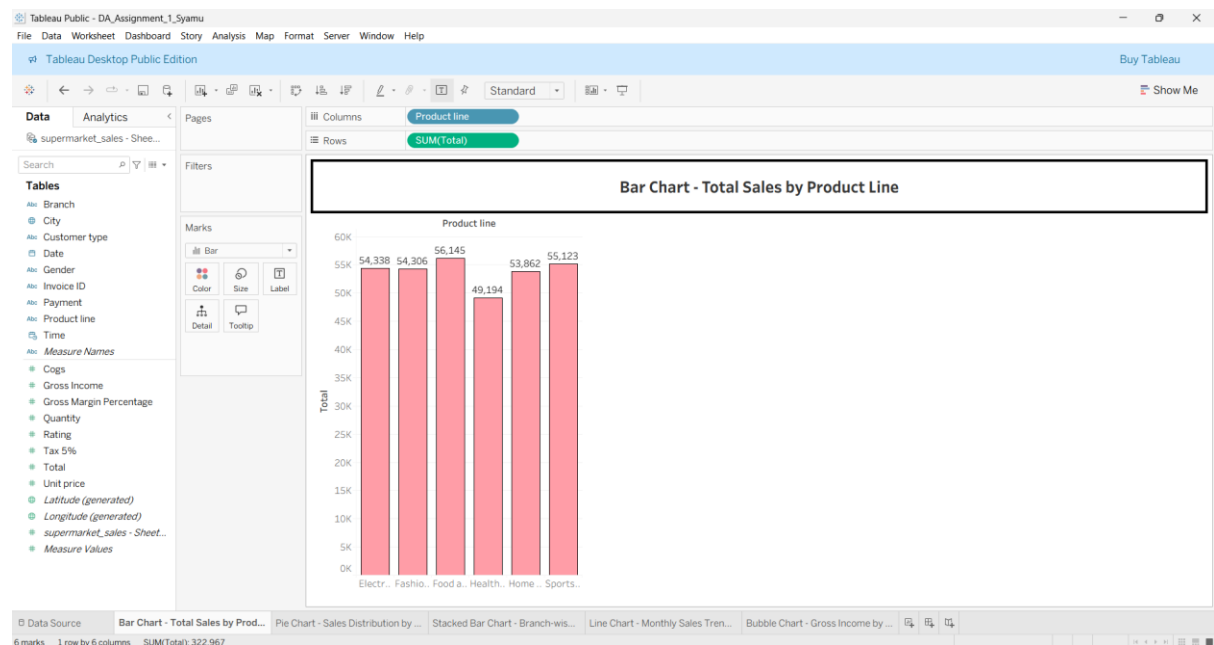 Tableau Public - DA_Assignment_1_Syamu
File Data Worksheet Dashboard Story Analysis Map Format Server Window Help
Tableau Desktop Public Edition
Buy Tableau
Standard
Show Me
Data Analytics
supermarket_sales - Shee...
Search
Tables
Abc Branch
City
Abc Customer type
Date
Abc Gender
Abc Invoice ID
Abc Payment
Abc Product line
Time
Abc Measure Names
# Cogs
# Gross Income
# Gross Margin Percentage
# Quantity
# Rating
# Tax 5%
# Total
# Unit price
Latitude (generated)
Longitude (generated)
# supermarket_sales - Sheet...
# Measure Values
Pages
Filters
Marks
Bar
Color Size Label
Detail Tooltip
Columns Product line
Rows SUM(Total)
Bar Chart - Total Sales by Product Line
Product line
60K
55K
50K
45K
40K
35K
30K
25K
20K
15K
10K
5K
0K
Total
54,338 54,306 56,145 49,194 53,862 55,123
Electr.. Fashio.. Food a.. Health.. Home .. Sports..
Data Source Bar Chart - Total Sales by Prod... Pie Chart - Sales Distribution by ... Stacked Bar Chart - Branch-wis... Line Chart - Monthly Sales Tren... Bubble Chart - Gross Income by ...
6 marks 1 row by 6 columns SUM(Total): 322,967